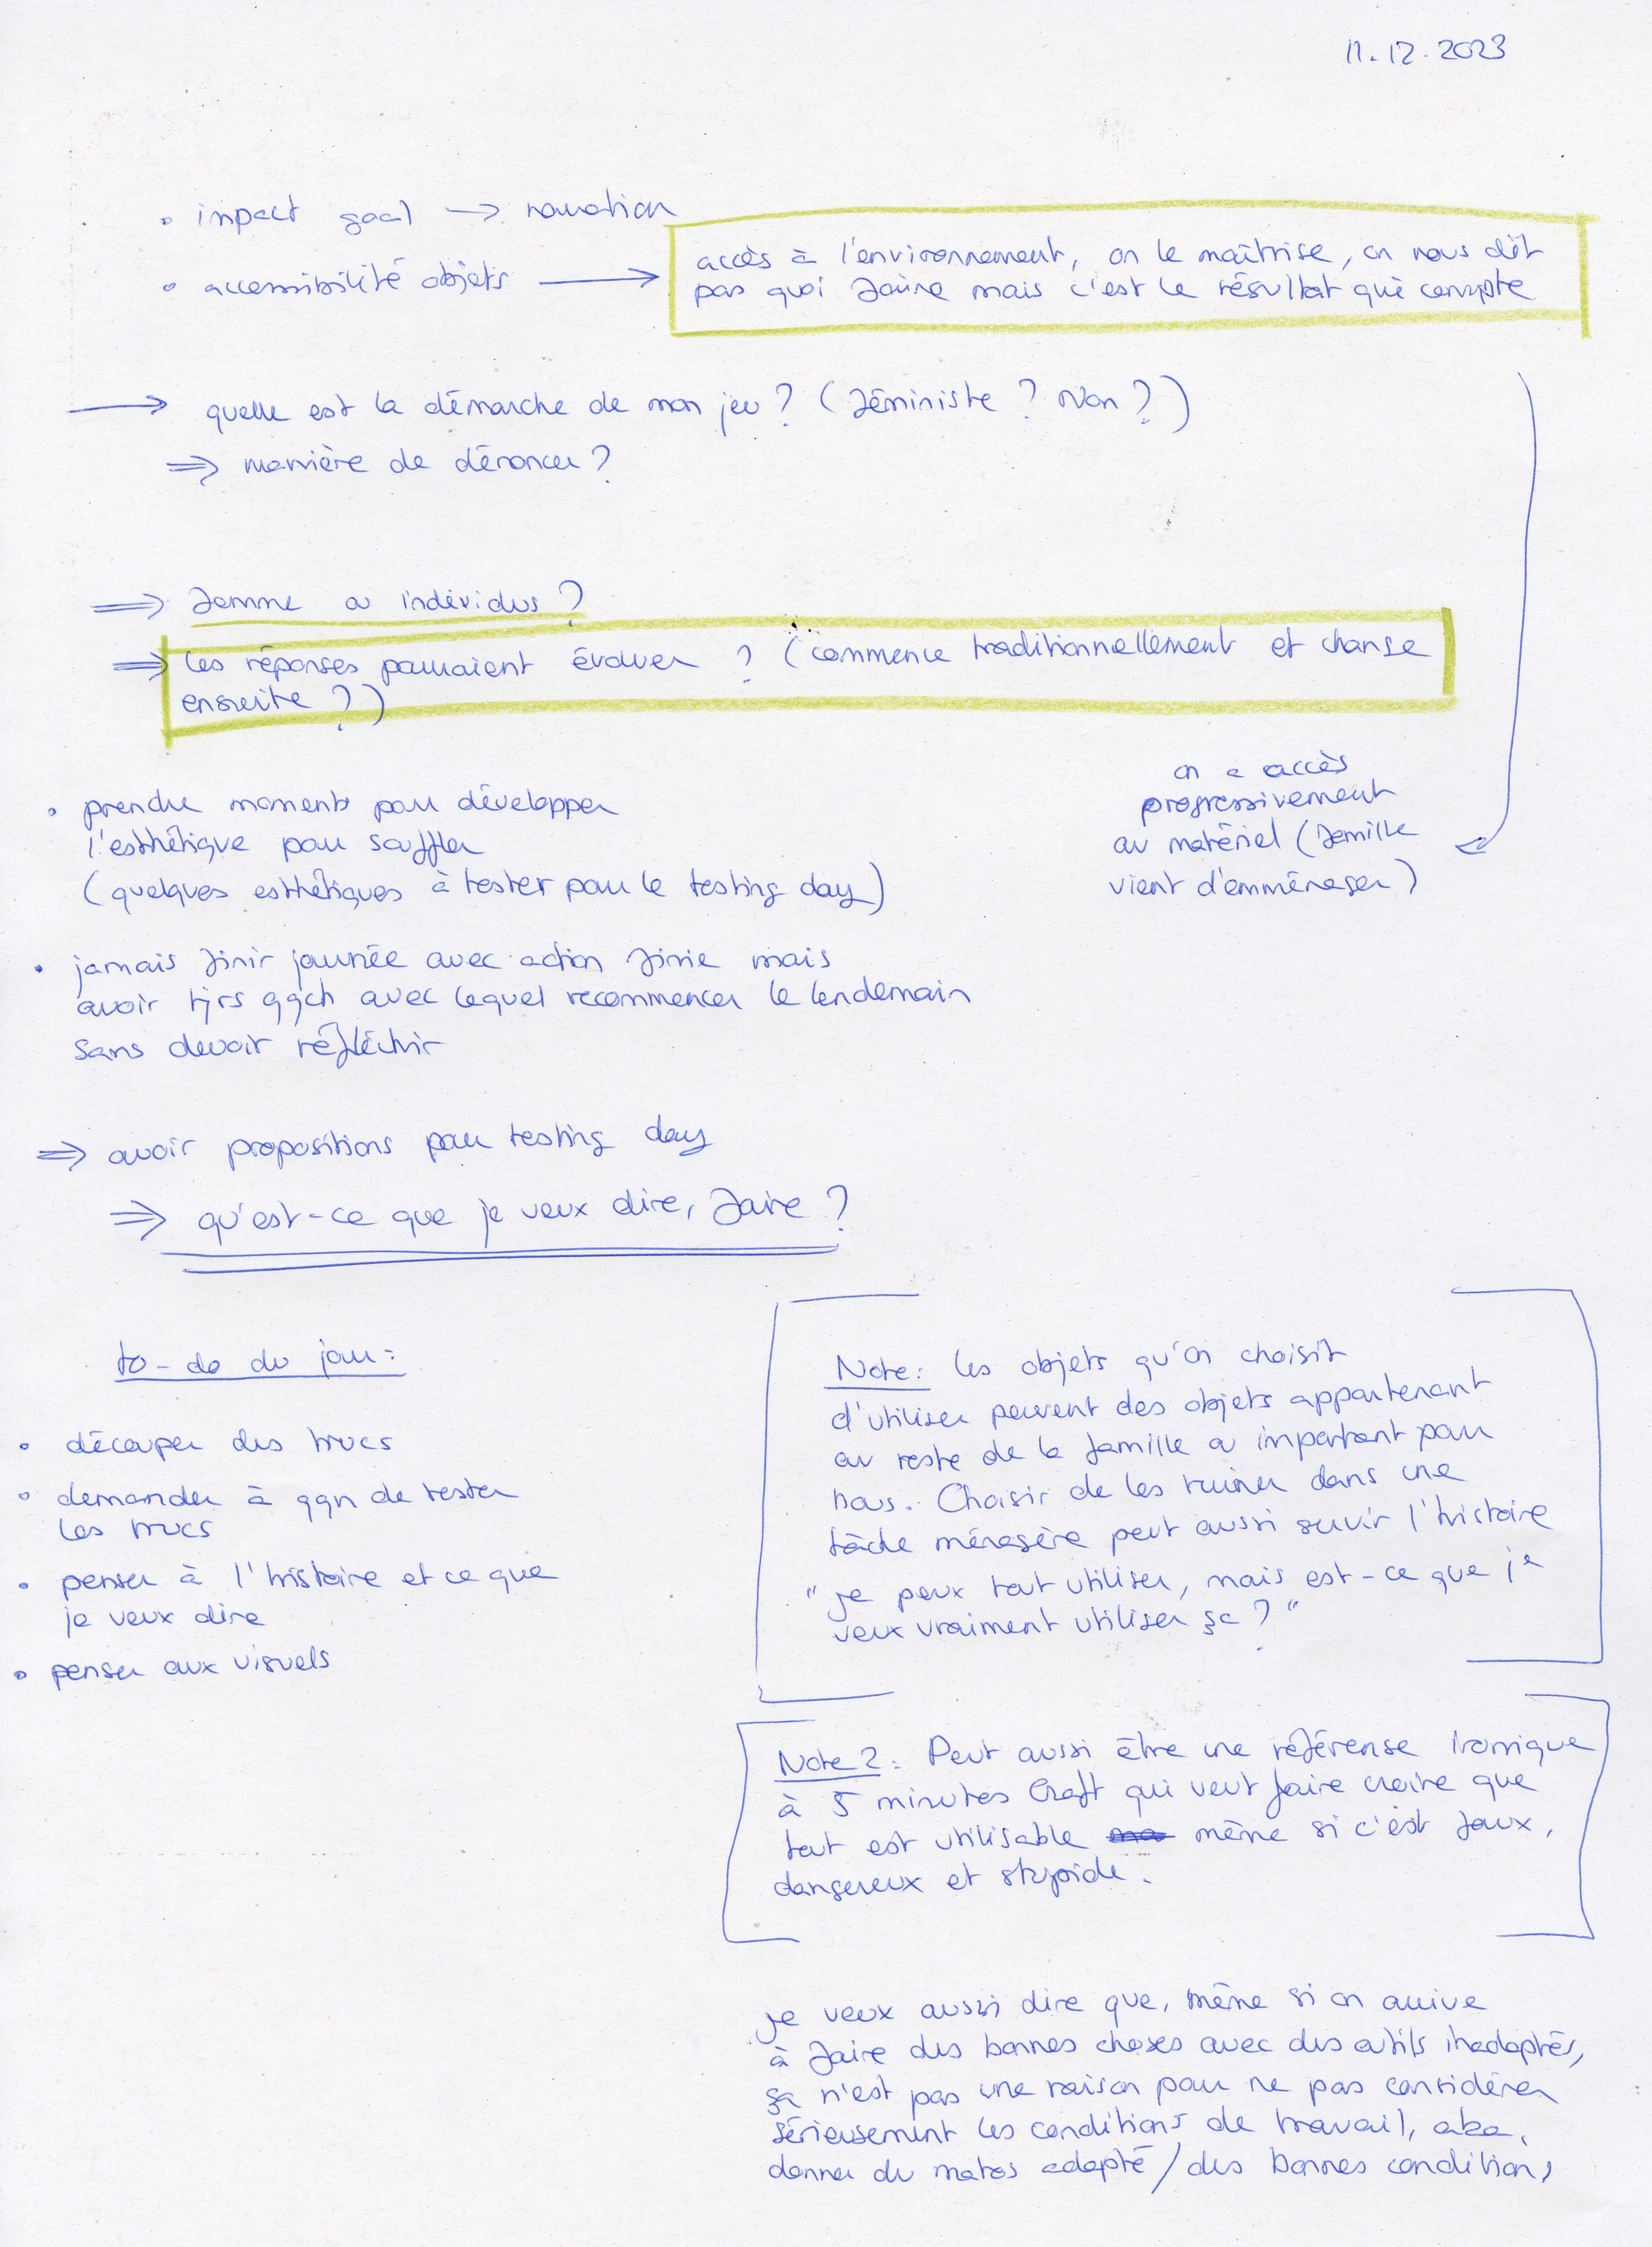 11.12.2023
• impact goal → narration
• accessibilité objets →
accès à l'environnement, on le maîtrise, on nous dit
pas quoi faire mais c'est le résultat qui compte
→ quelle est la démarche de mon jeu ? (féministe ? Non ?)
⇒ manière de dénoncer ?
⇒ femme ou individus ?
⇒ les réponses pourraient évoluer ? (commence traditionnellement et change
ensuite ?)
on a accès
progressivement
au matériel (famille
vient d'emménager)
• prendre moments pour développer
l'esthétique pour souffler
(quelques esthétiques à tester pour le testing day)
• jamais finir journée avec action finie mais
avoir tjrs qqch avec lequel recommencer le lendemain
sans devoir réfléchir
⇒ avoir propositions pour testing day
⇒ qu'est-ce que je veux dire, faire ?
to-do du jour :
• découper des trucs
• demander à qqn de tester
les trucs
• penser à l'histoire et ce que
je veux dire
• penser aux visuels
Note : les objets qu'on choisit
d'utiliser peuvent des objets appartenant
au reste de la famille ou important pour
nous. Choisir de les ruiner dans une
tâche ménagère peut aussi servir l'histoire
"je peux tout utiliser, mais est-ce que je
veux vraiment utiliser ça ?"
Note 2 : Peut aussi être une référense ironique
à 5 minutes Craft qui veut faire croire que
tout est utilisable même si c'est faux,
dangereux et stupide.
je veux aussi dire que, même si on arrive
à faire des bonnes choses avec des outils inadaptés,
ça n'est pas une raison pour ne pas considérer
sérieusement les conditions de travail, aka,
donner du matos adapté / des bonnes conditions